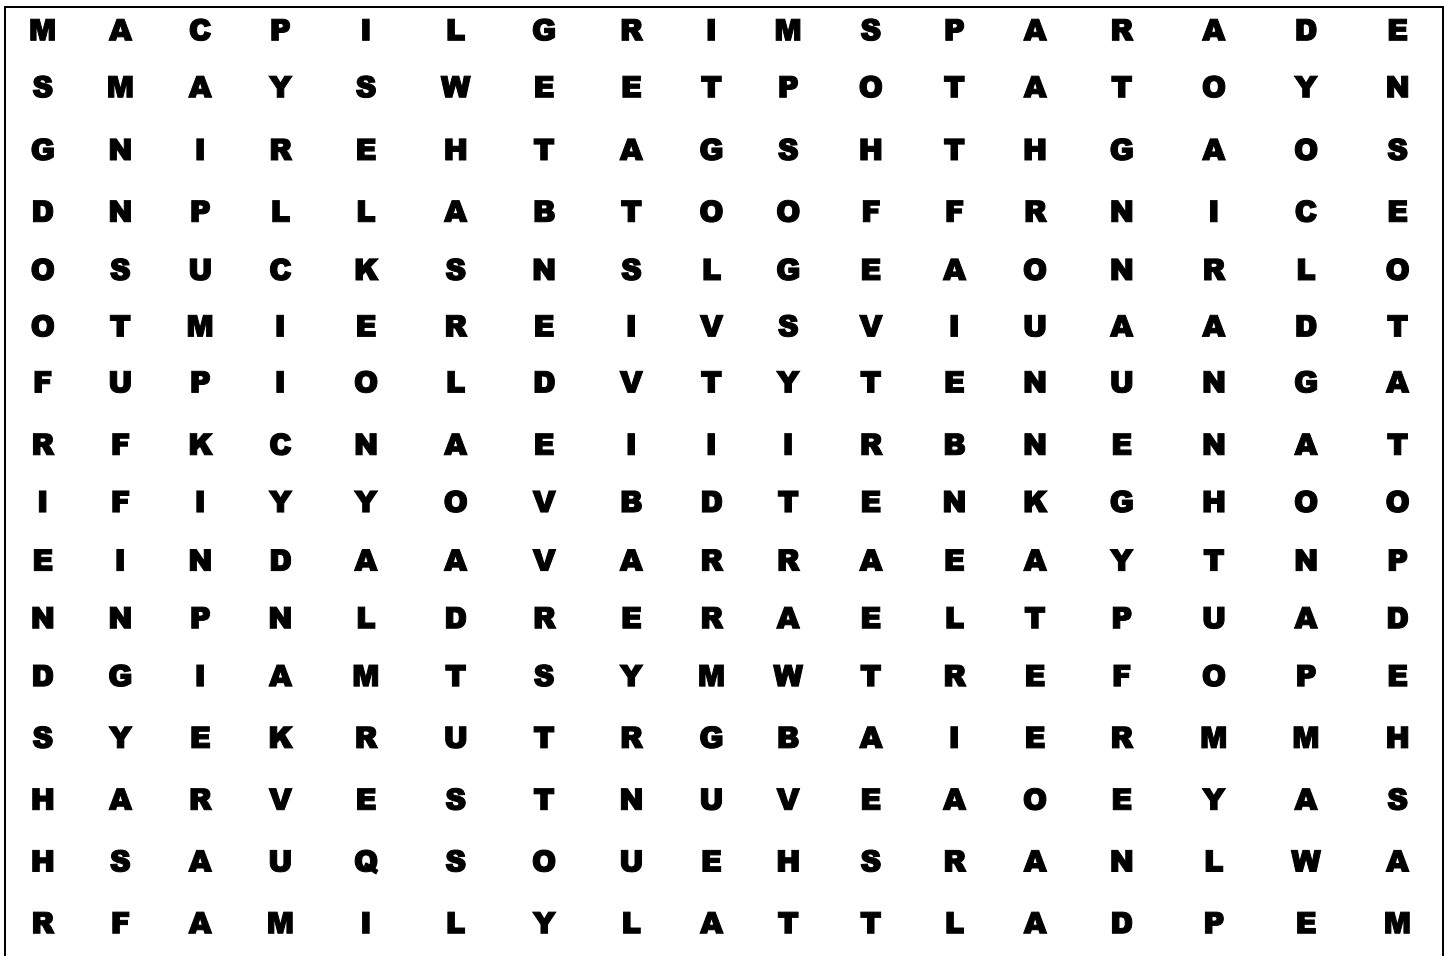 M A C P I L G R I M S P A R A D E
S M A Y S W E E T P O T A T O Y N
G N I R E H T A G S H T H G A O S
D N P L L A B T O O F F R N I C E
O S U C K S N S L G E A O N R L O
O T M I E R E I V S V I U A A D T
F U P I O L D V T Y T E N U N G A
R F K C N A E I I I R B N E N A T
I F I Y Y O V B D T E N K G H O O
E I N D A A V A R R A E A Y T N P
N N P N L D R E R A E L T P U A D
D G I A M T S Y M W T R E F O P E
S Y E K R U T R G B A I E R M M H
H A R V E S T N U V E A O E Y A S
H S A U Q S O U E H S R A N L W A
R F A M I L Y L A T T L A D P E M